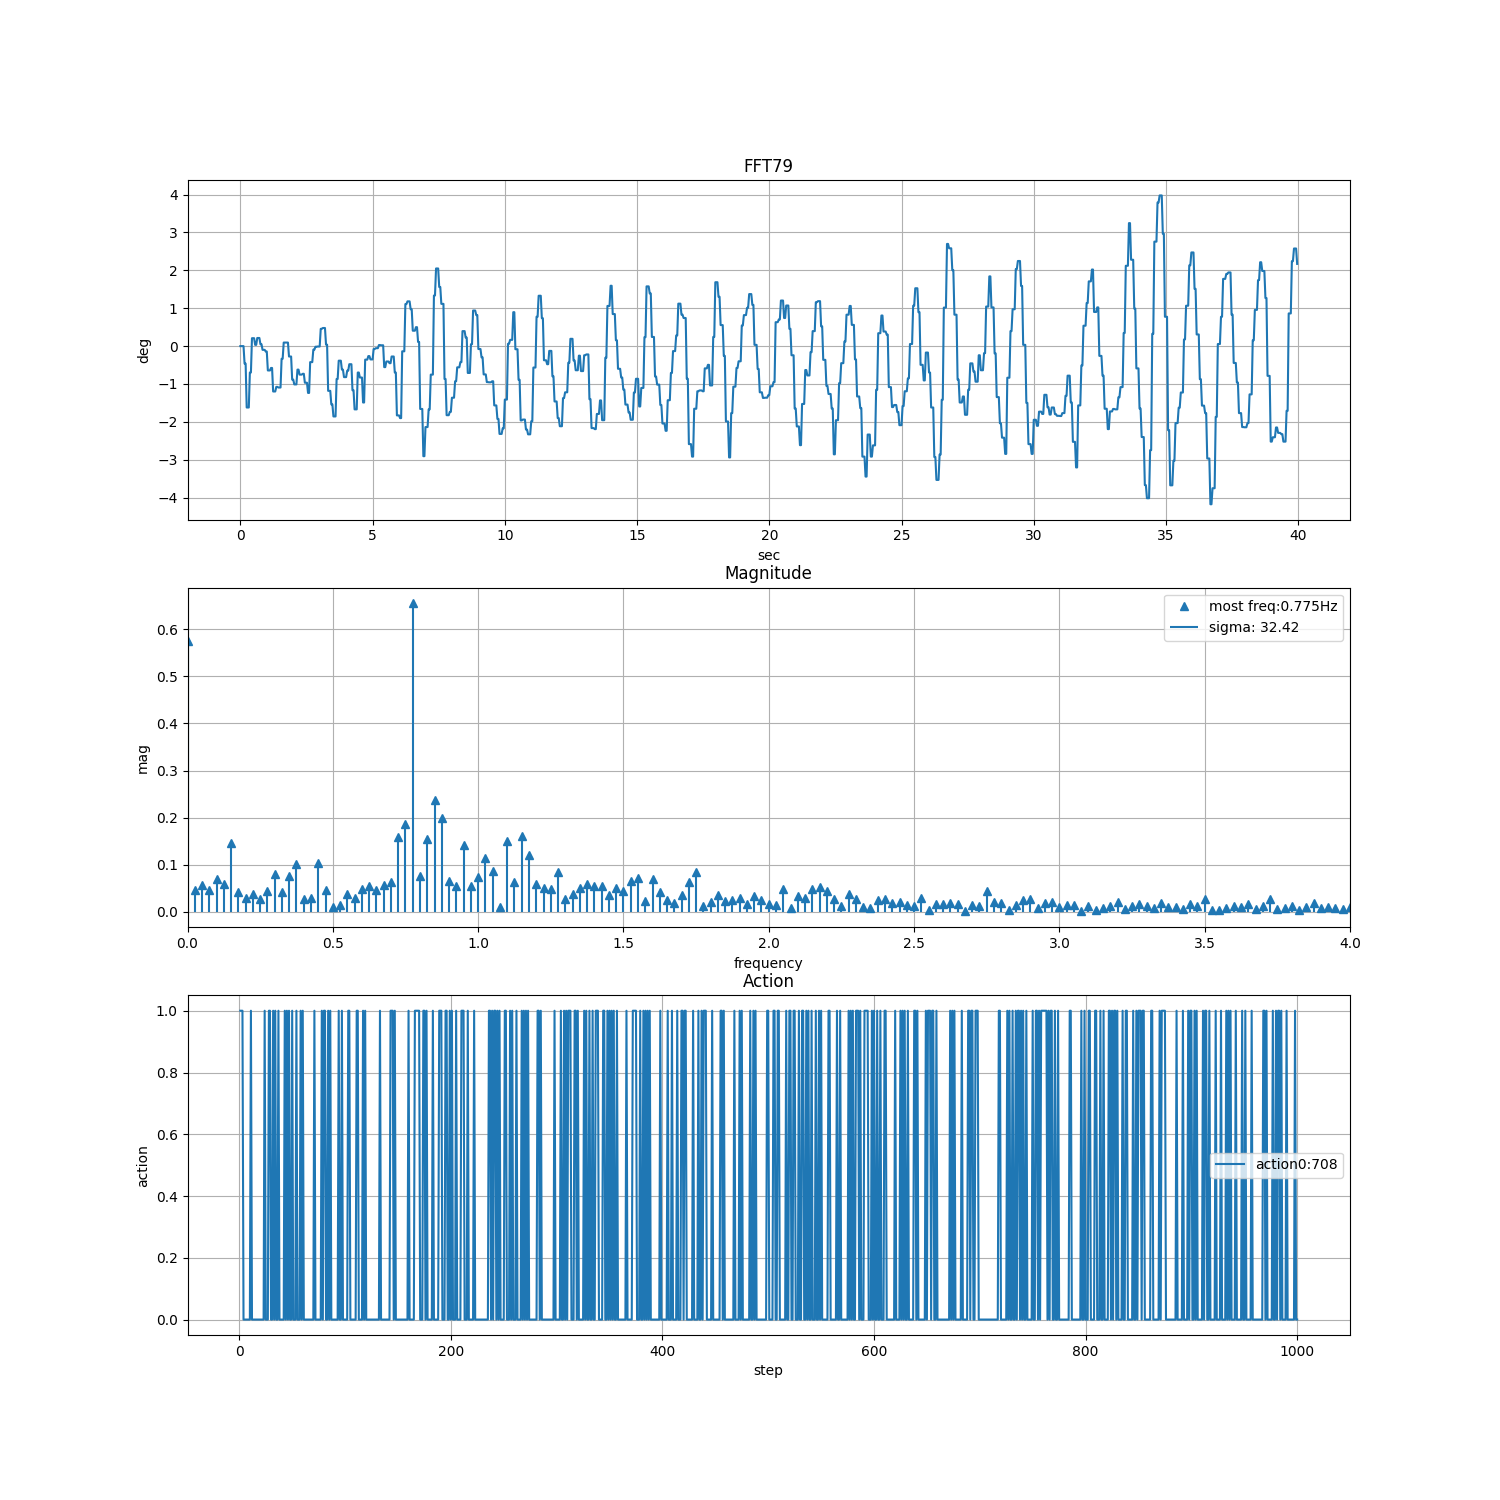 FFT79
4
3
2
1
0
−1
−2
−3
−4
deg
0 5 10 15 20 25 30 35 40
sec
Magnitude
most freq:0.775Hz
sigma: 32.42
0.6
0.5
0.4
0.3
0.2
0.1
0.0
mag
0.0 0.5 1.0 1.5 2.0 2.5 3.0 3.5 4.0
frequency
Action
1.0
0.8
0.6
0.4
0.2
0.0
action
action0:708
0 200 400 600 800 1000
step